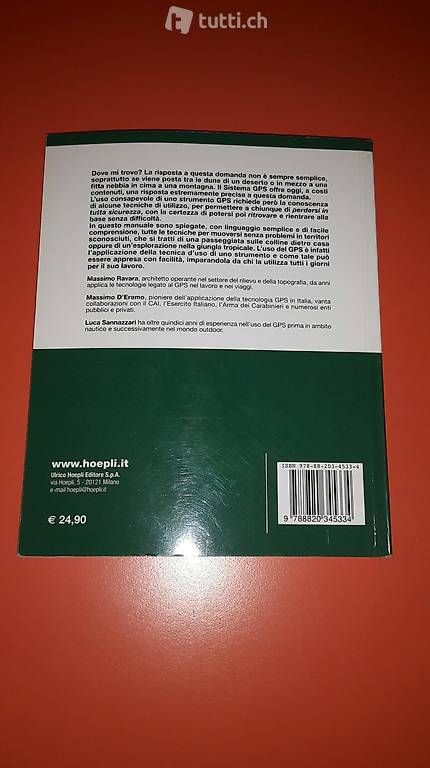 tutti.ch
Dove mi trovo? La risposta a questa domanda non è sempre semplice,
soprattutto se viene posta tra le dune di un deserto o in mezzo a una
fitta nebbia in cima a una montagna. Il Sistema GPS offre oggi, a costi
contenuti, una risposta estremamente precisa a questa domanda.
L'uso consapevole di uno strumento GPS richiede però la conoscenza
di alcune tecniche di utilizzo, per permettere a chiunque di perdersi in
tutta sicurezza, con la certezza di potersi poi ritrovare e rientrare alla
base senza difficoltà.
In questo manuale sono spiegate, con linguaggio semplice e di facile
comprensione, tutte le tecniche per muoversi senza problemi in territori
sconosciuti, che si tratti di una passeggiata sulle colline dietro casa
oppure di un'esplorazione nella giungla tropicale. L'uso del GPS è infatti
l'applicazione della tecnica d'uso di uno strumento e come tale può
essere appresa con facilità, imparandola da chi la utilizza tutti i giorni
per il suo lavoro.
Massimo Ravara, architetto operante nel settore del rilievo e della topografia, da anni
applica le tecnologie legato al GPS nel lavoro e nei viaggi.
Massimo D'Eramo, pioniere dell'applicazione della tecnologia GPS in Italia, vanta
collaborazioni con il CAI, l'Esercito Italiano, l'Arma dei Carabinieri e numerosi enti
pubblici e privati.
Luca Sannazzari ha oltre quindici anni di esperienza nell'uso del GPS prima in ambito
nautico e successivamente nel mondo outdoor.
www.hoepli.it
Ulrico Hoepli Editore S.p.A.
via Hoepli, 5 - 20121 Milano
e-mail hoepli@hoepli.it
€ 24,90
ISBN 978-88-203-4533-4
9 788820 345334